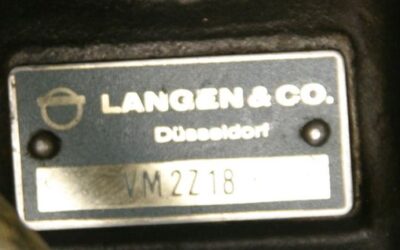 LANGEN & CO.
Düsseldorf
VM2Z18